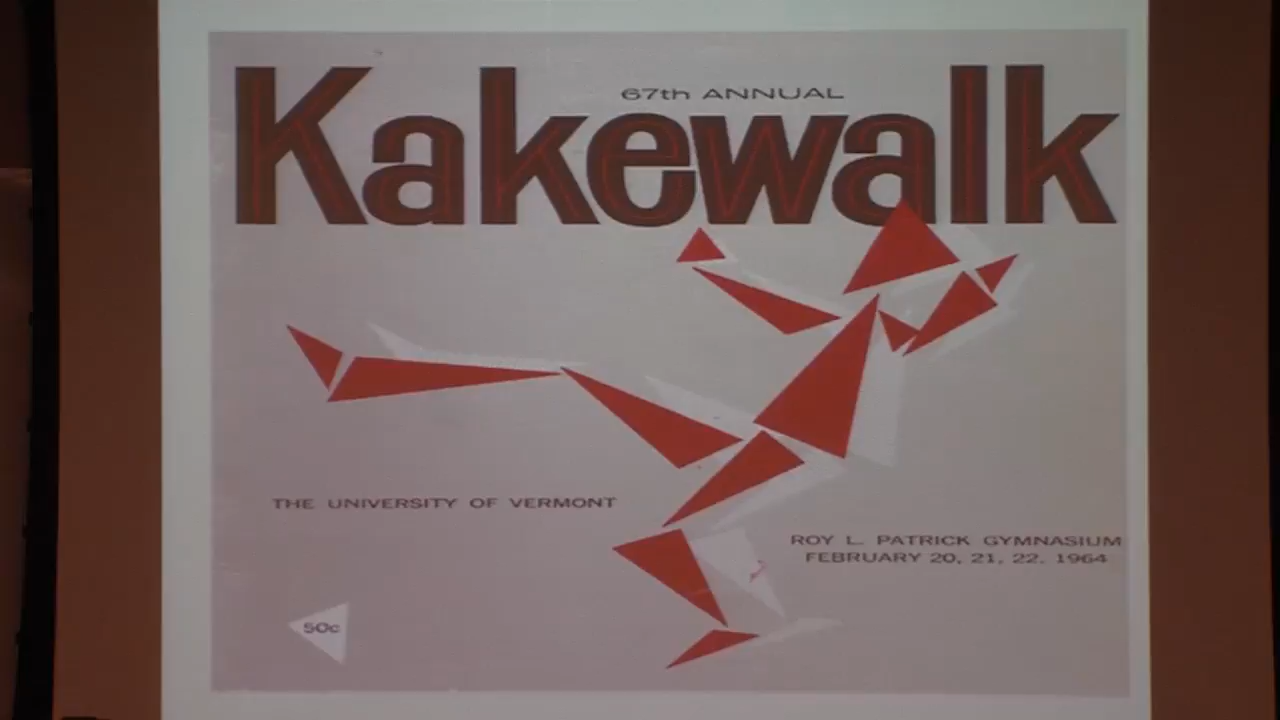 67th ANNUAL
Kakewalk
THE UNIVERSITY OF VERMONT
ROY L. PATRICK GYMNASIUM
FEBRUARY 20, 21, 22. 1964
50c